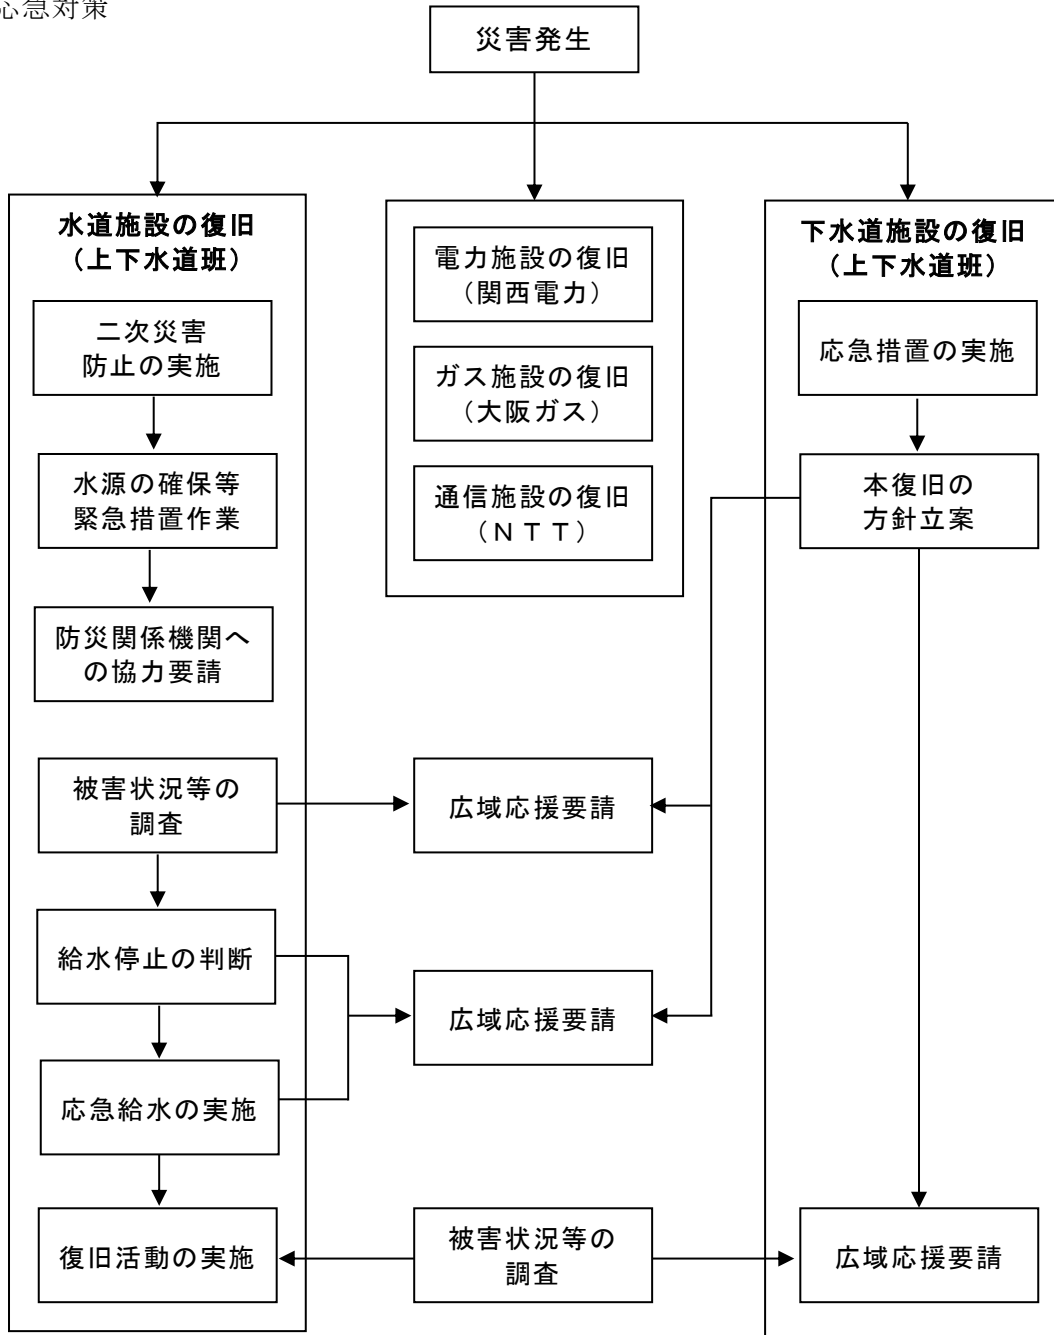 応急対策
災害発生
水道施設の復旧
（上下水道班）
二次災害
防止の実施
水源の確保等
緊急措置作業
防災関係機関へ
の協力要請
被害状況等の
調査
給水停止の判断
応急給水の実施
復旧活動の実施
電力施設の復旧
（関西電力）
ガス施設の復旧
（大阪ガス）
通信施設の復旧
（ＮＴＴ）
広域応援要請
広域応援要請
被害状況等の
調査
下水道施設の復旧
（上下水道班）
応急措置の実施
本復旧の
方針立案
広域応援要請